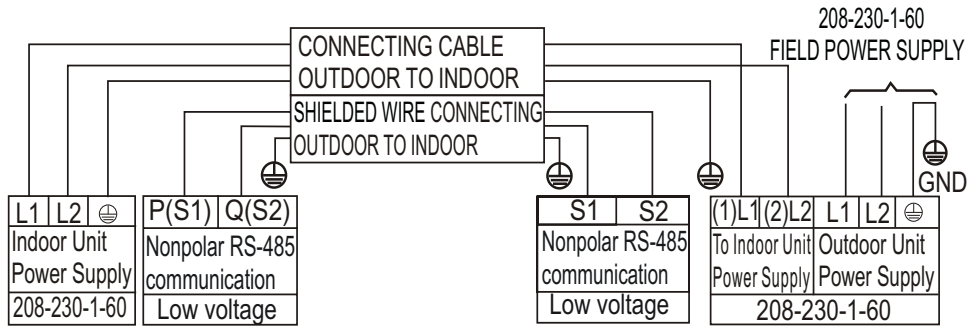 208-230-1-60
FIELD POWER SUPPLY
CONNECTING CABLE
OUTDOOR TO INDOOR
SHIELDED WIRE CONNECTING
OUTDOOR TO INDOOR
GND
L1 L2
Indoor Unit
Power Supply
208-230-1-60
P(S1) Q(S2)
Nonpolar RS-485
communication
Low voltage
S1 S2
Nonpolar RS-485
communication
Low voltage
(1)L1 (2)L2 L1 L2
To Indoor Unit
Power Supply
Outdoor Unit
Power Supply
208-230-1-60